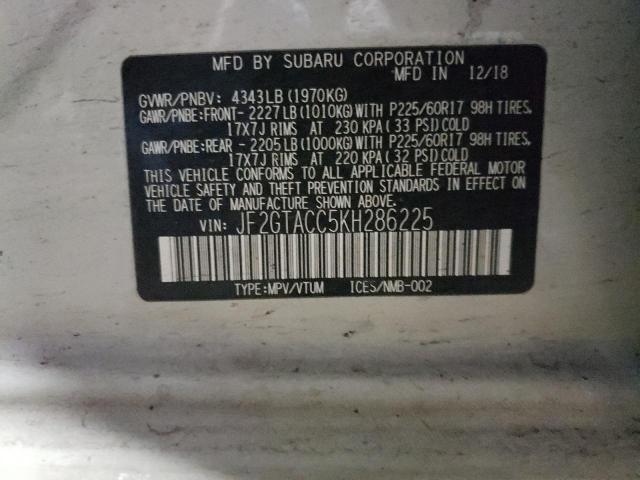 MFD BY SUBARU CORPORATION
MFD IN 12/18
GVWR/PNBV: 4343LB(1970KG)
GAWR/PNBE:FRONT- 2227LB(1010KG)WITH P225/60R17 98H TIRES,
17X7J RIMS AT 230 KPA(33 PSI)COLD
GAWR/PNBE:REAR - 2205LB(1000KG)WITH P225/60R17 98H TIRES,
17X7J RIMS AT 220 KPA(32 PSI)COLD
THIS VEHICLE CONFORMS TO ALL APPLICABLE FEDERAL MOTOR
VEHICLE SAFETY AND THEFT PREVENTION STANDARDS IN EFFECT ON
THE DATE OF MANUFACTURE SHOWN ABOVE.
VIN: JF2GTACC5KH286225
TYPE:MPV/VTUM ICES/NMB-002